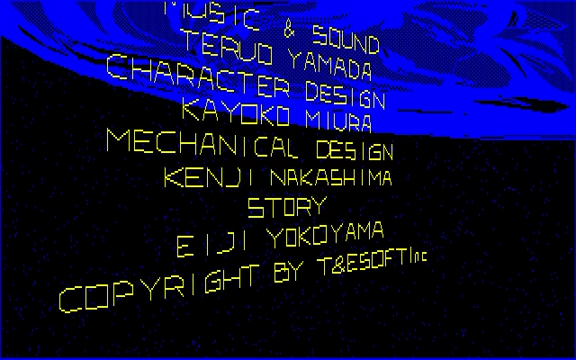 MUSIC & SOUND
TERUO YAMADA
CHARACTER DESIGN
KAYOKO MIURA
MECHANICAL DESIGN
KENJI NAKASHIMA
STORY
EIJI YOKOYAMA
COPYRIGHT BY T&ESOFT Inc